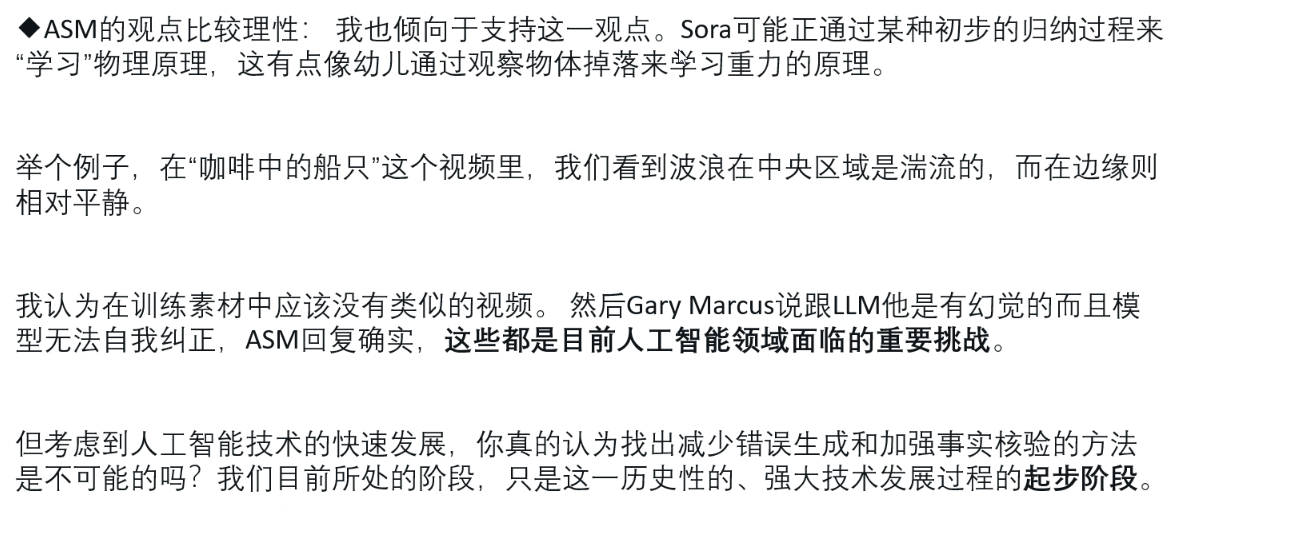 ◆ASM的观点比较理性： 我也倾向于支持这一观点。Sora可能正通过某种初步的归纳过程来
“学习”物理原理，这有点像幼儿通过观察物体掉落来学习重力的原理。
举个例子，在“咖啡中的船只”这个视频里，我们看到波浪在中央区域是湍流的，而在边缘则
相对平静。
我认为在训练素材中应该没有类似的视频。 然后Gary Marcus说跟LLM他是有幻觉的而且模
型无法自我纠正，ASM回复确实，这些都是目前人工智能领域面临的重要挑战。
但考虑到人工智能技术的快速发展，你真的认为找出减少错误生成和加强事实核验的方法
是不可能的吗？我们目前所处的阶段，只是这一历史性的、强大技术发展过程的起步阶段。